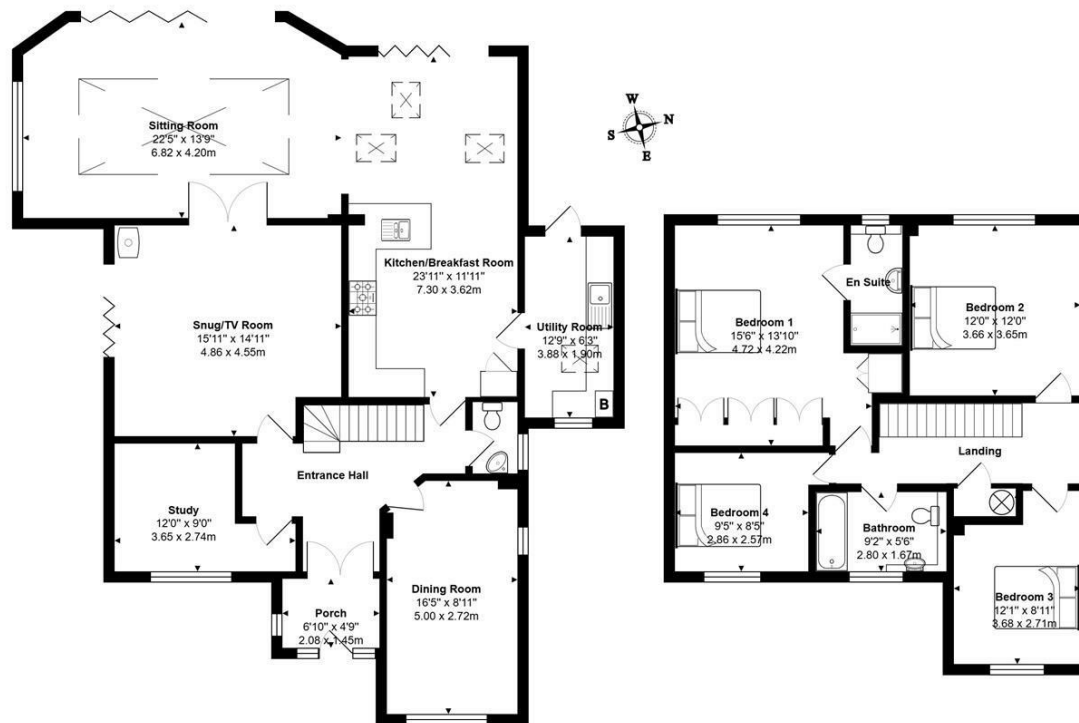 Sitting Room
22'5" x 13'9"
6.82 x 4.20m
W
N
S
E
Kitchen/Breakfast Room
23'11" x 11'11"
7.30 x 3.62m
Snug/TV Room
15'11" x 14'11"
4.86 x 4.55m
Utility Room
12'9" x 6'3"
3.88 x 1.90m
B
Entrance Hall
Study
12'0" x 9'0"
3.65 x 2.74m
Porch
6'10" x 4'9"
2.08 x 1.45m
Dining Room
16'5" x 8'11"
5.00 x 2.72m
Bedroom 1
15'6" x 13'10"
4.72 x 4.22m
En Suite
Bedroom 2
12'0" x 12'0"
3.66 x 3.65m
Landing
Bedroom 4
9'5" x 8'5"
2.86 x 2.57m
Bathroom
9'2" x 5'6"
2.80 x 1.67m
Bedroom 3
12'1" x 8'11"
3.68 x 2.71m